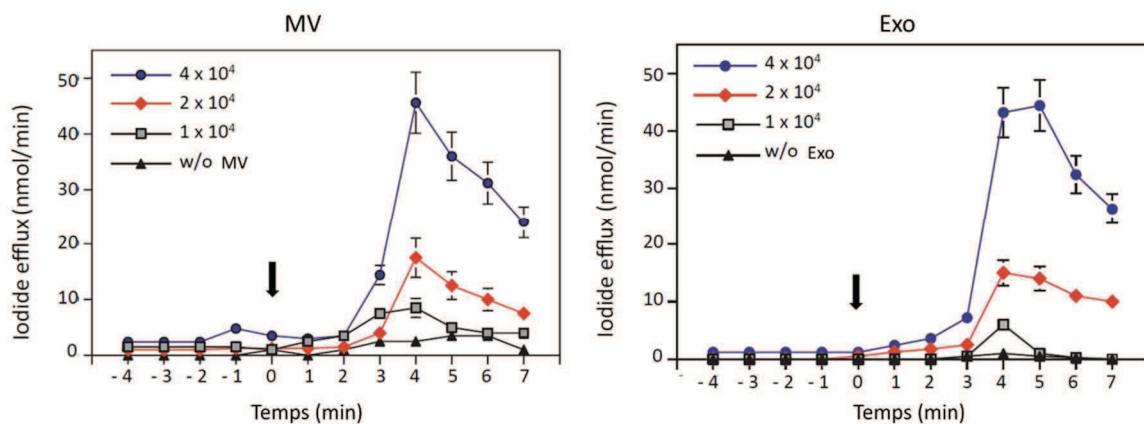 MV
Iodide efflux (nmol/min)
50
40
30
20
10
0
4 x 10⁴
2 x 10⁴
1 x 10⁴
w/o MV
- 4 - 3 - 2 - 1 0 1 2 3 4 5 6 7
Temps (min)
Exo
Iodide efflux (nmol/min)
50
40
30
20
10
0
4 x 10⁴
2 x 10⁴
1 x 10⁴
w/o Exo
- 4 - 3 - 2 - 1 0 1 2 3 4 5 6 7
Temps (min)